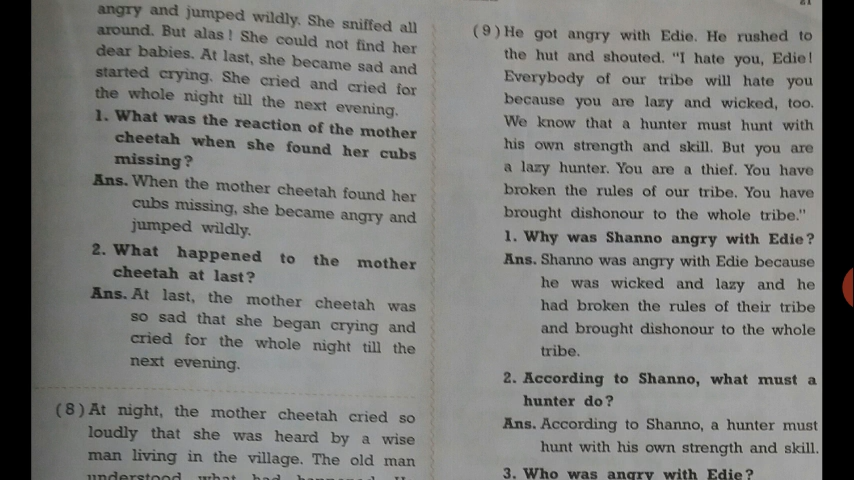 angry and jumped wildly. She sniffed all
around. But alas! She could not find her
dear babies. At last, she became sad and
started crying. She cried and cried for
the whole night till the next evening.
1. What was the reaction of the mother
cheetah when she found her cubs
missing?
Ans. When the mother cheetah found her
cubs missing, she became angry and
jumped wildly.
2. What happened to the mother
cheetah at last?
Ans. At last, the mother cheetah was
so sad that she began crying and
cried for the whole night till the
next evening.
(8) At night, the mother cheetah cried so
loudly that she was heard by a wise
man living in the village. The old man
understood what had happened.
21
(9) He got angry with Edie. He rushed to
the hut and shouted. "I hate you, Edie!
Everybody of our tribe will hate you
because you are lazy and wicked, too.
We know that a hunter must hunt with
his own strength and skill. But you are
a lazy hunter. You are a thief. You have
broken the rules of our tribe. You have
brought dishonour to the whole tribe."
1. Why was Shanno angry with Edie?
Ans. Shanno was angry with Edie because
he was wicked and lazy and he
had broken the rules of their tribe
and brought dishonour to the whole
tribe.
2. According to Shanno, what must a
hunter do?
Ans. According to Shanno, a hunter must
hunt with his own strength and skill.
3. Who was angry with Edie?